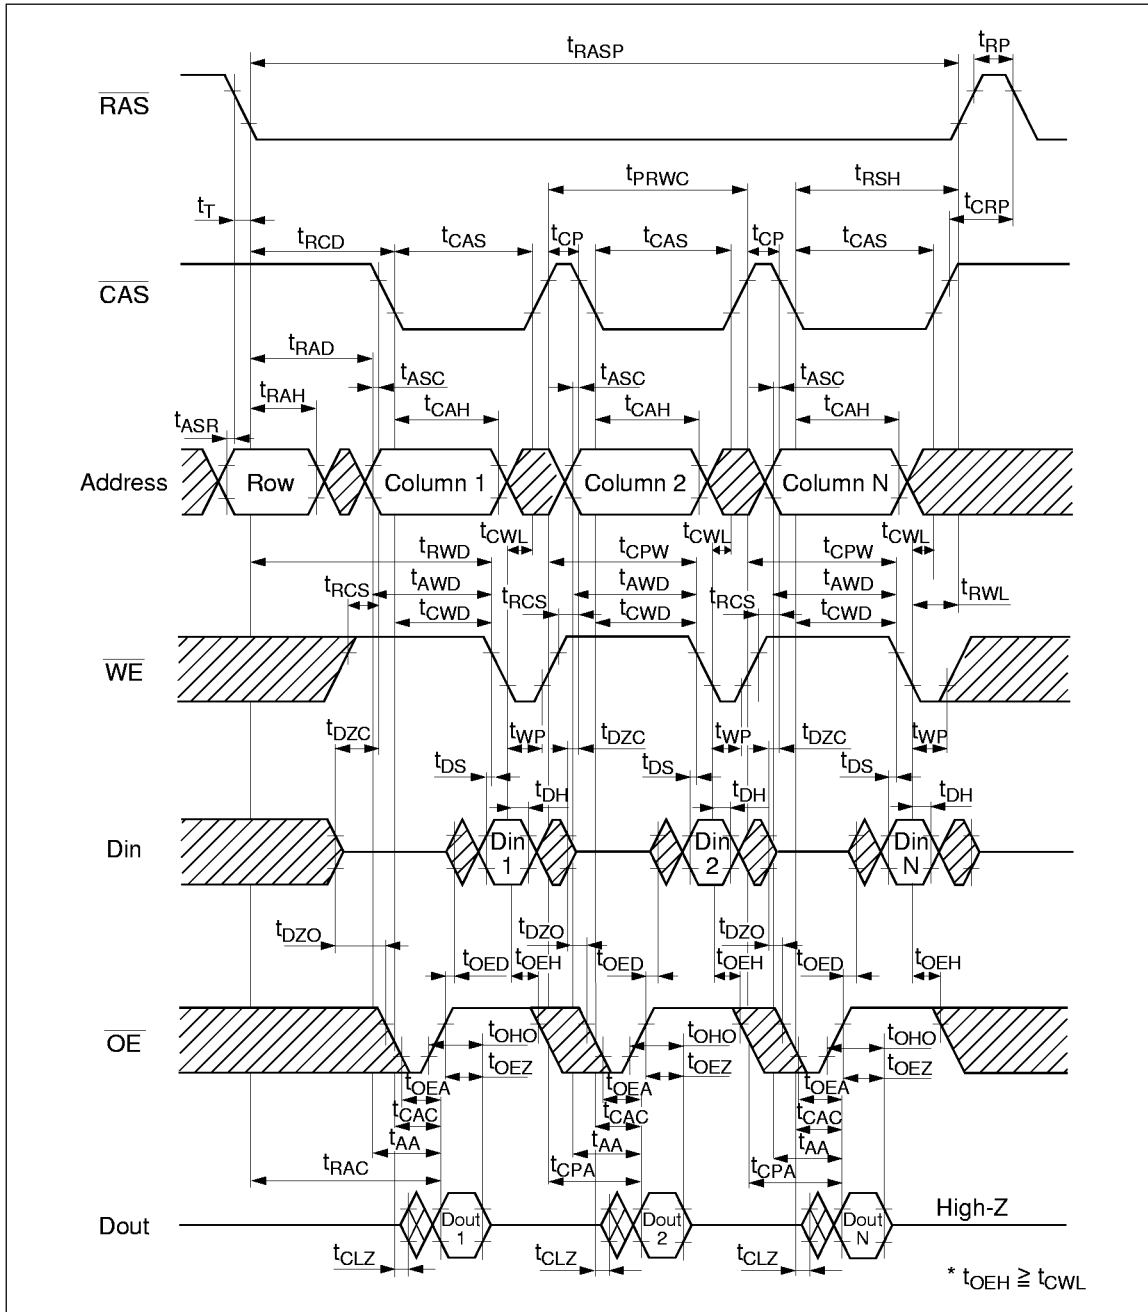 tRASP tRP
RAS
tPRWC tRSH
tT tCRP
tRCD tCAS tCP tCAS tCP tCAS
CAS
tRAD
tASC tASC tASC
tRAH tCAH tCAH tCAH
tASR
Address Row Column 1 Column 2 Column N
tCWL tCWL tCWL
tRWD tCPW tCPW
tRCS tAWD tAWD tAWD tRWL
tCWD tRCS tCWD tRCS tCWD
WE
tDZC tWP tDZC tWP tDZC tWP
tDS tDS tDS
tDH tDH tDH
Din Din 1 Din 2 Din N
tDZO tDZO tDZO
tOED tOEH tOED tOEH tOED tOEH
OE
tOHO tOHO tOHO
tOEZ tOEZ tOEZ
tOEA tOEA tOEA
tCAC tCAC tCAC
tAA tAA tAA
tRAC tCPA tCPA
Dout Dout 1 Dout 2 Dout N High-Z
tCLZ tCLZ tCLZ
* tOEH ≧ tCWL